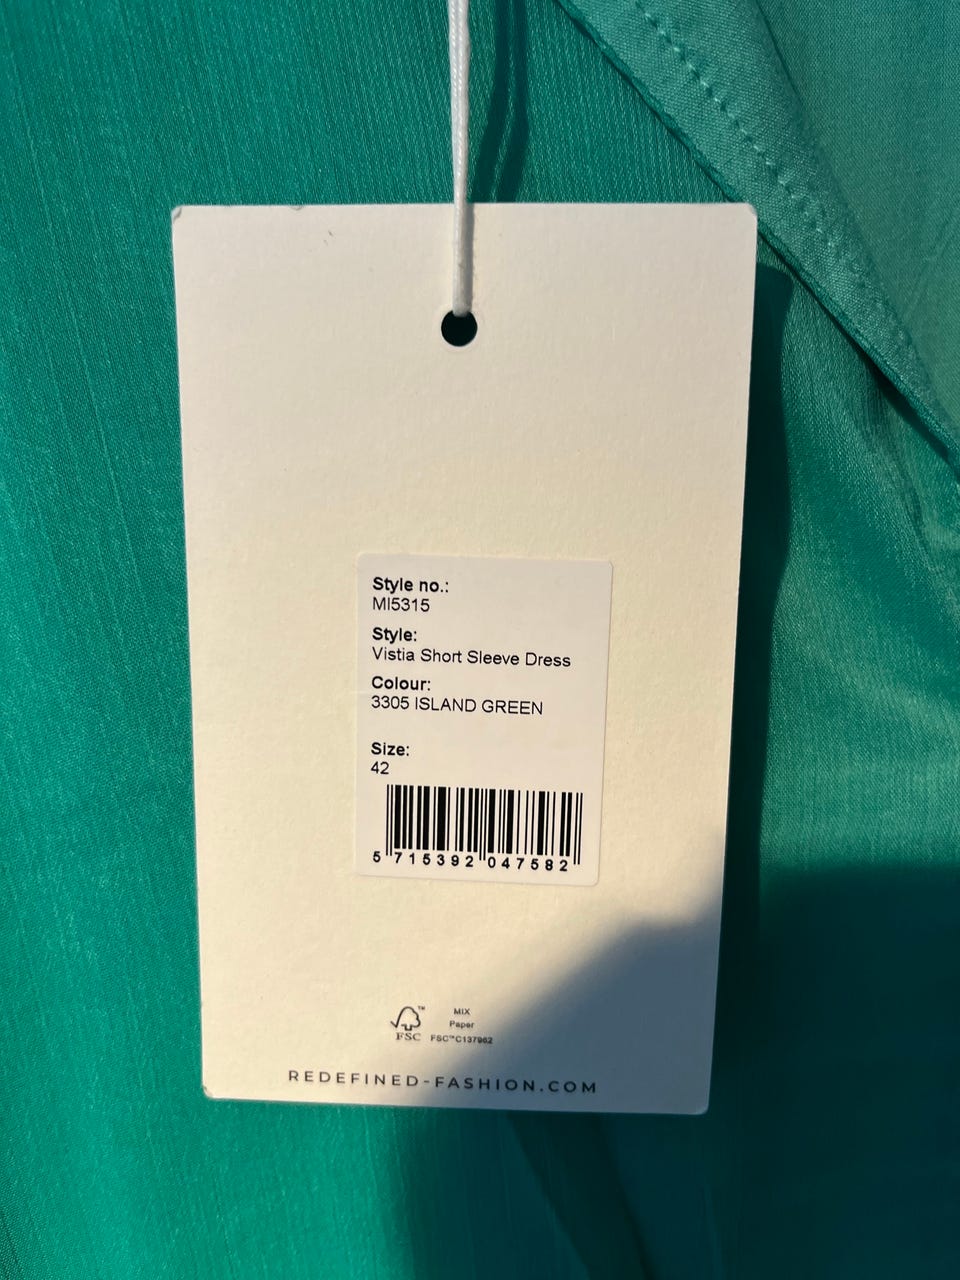 Style no.:
MI5315
Style:
Vistia Short Sleeve Dress
Colour:
3305 ISLAND GREEN
Size:
42
5 715392 047582
FSC™
MIX
Paper
FSC™C137962
REDEFINED-FASHION.COM